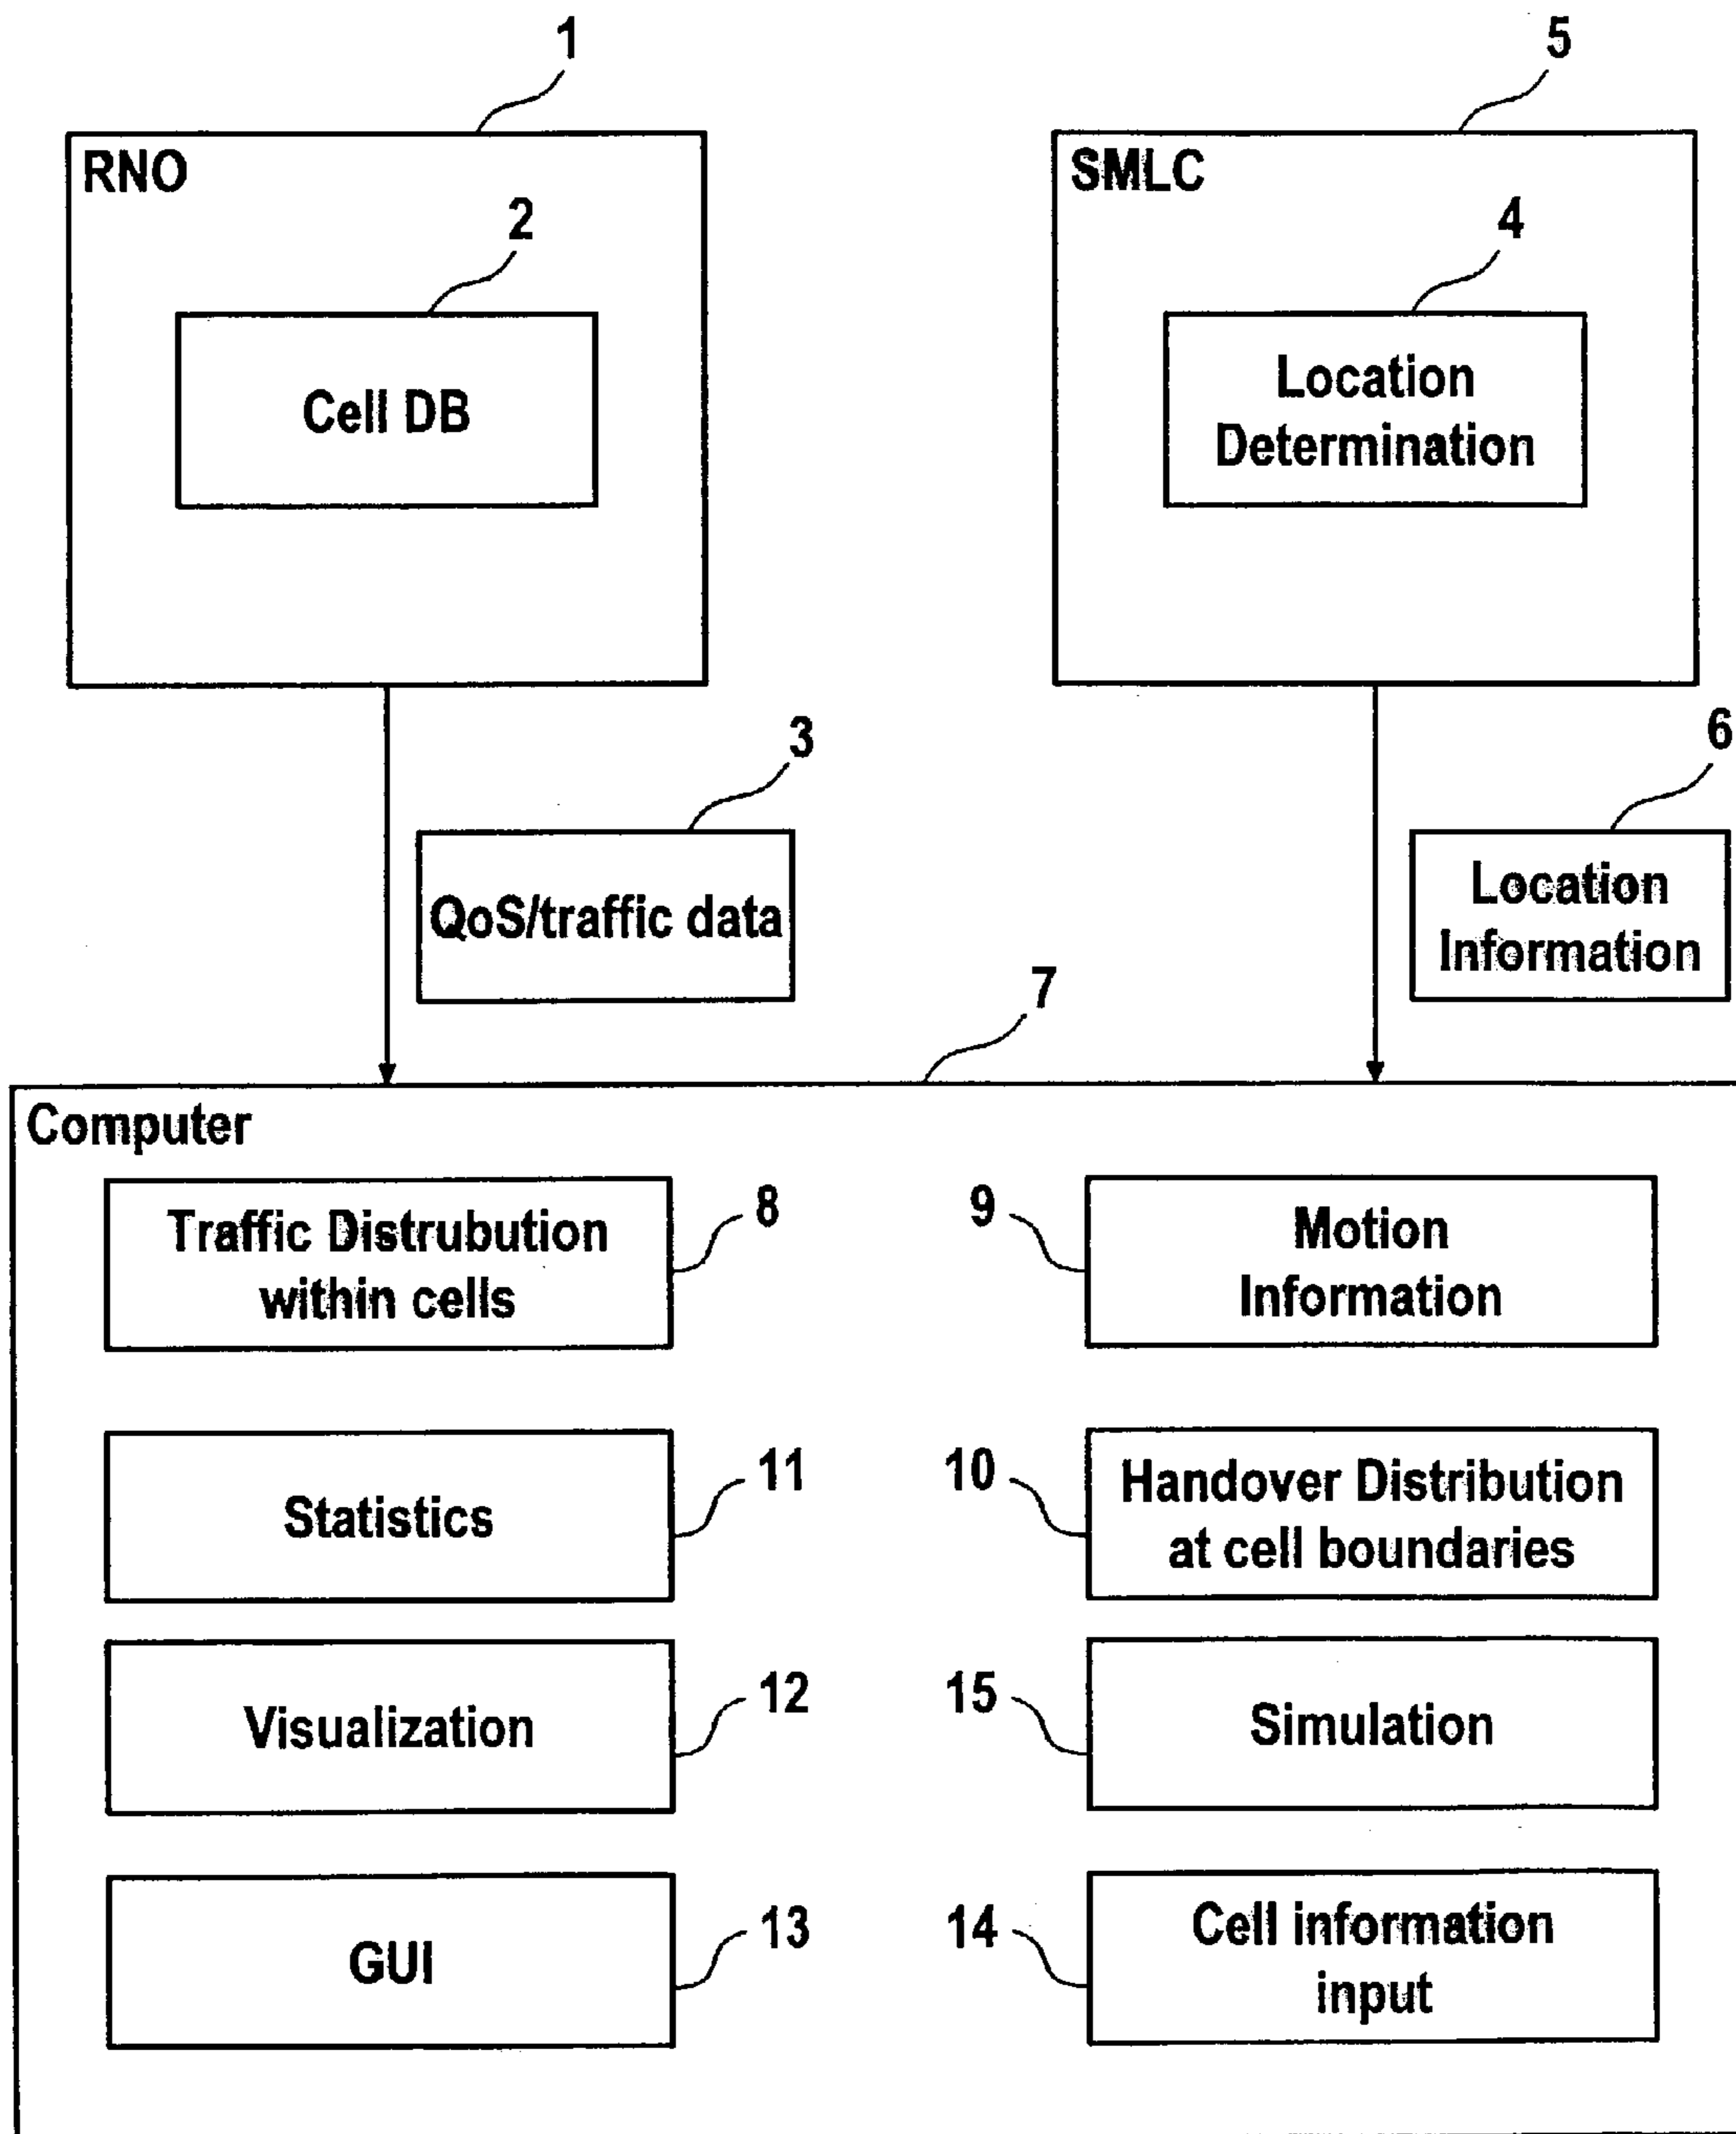 1
5
RNO
SMLC
2
4
Cell DB
Location
Determination
3
6
QoS/traffic data
Location
Information
7
Computer
Traffic Distrubution
within cells
8
9
Motion
Information
Statistics
11
10
Handover Distribution
at cell boundaries
Visualization
12
15
Simulation
GUI
13
14
Cell information
input